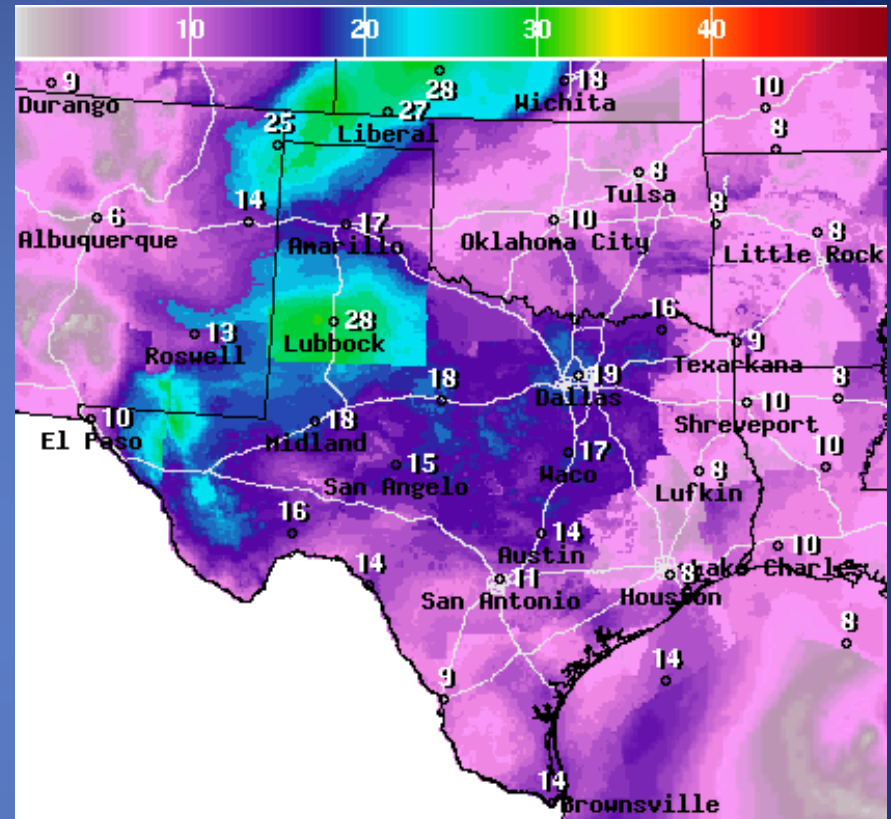 10 20 30 40
9
Durango
28
18
Wichita
10
27
Liberal
25
8
8
Tulsa
6
Albuquerque
14
17
Amarillo
10
Oklahoma City
8
8
Little Rock
13
Roswell
28
Lubbock
16
9
Texarkana
19
Dallas
18
10
Shreveport
8
10
El Paso
18
Midland
15
San Angelo
17
Waco
8
Lufkin
10
16
14
Austin
10
Lake Charles
14
11
San Antonio
8
Houston
8
14
9
14
Brownsville